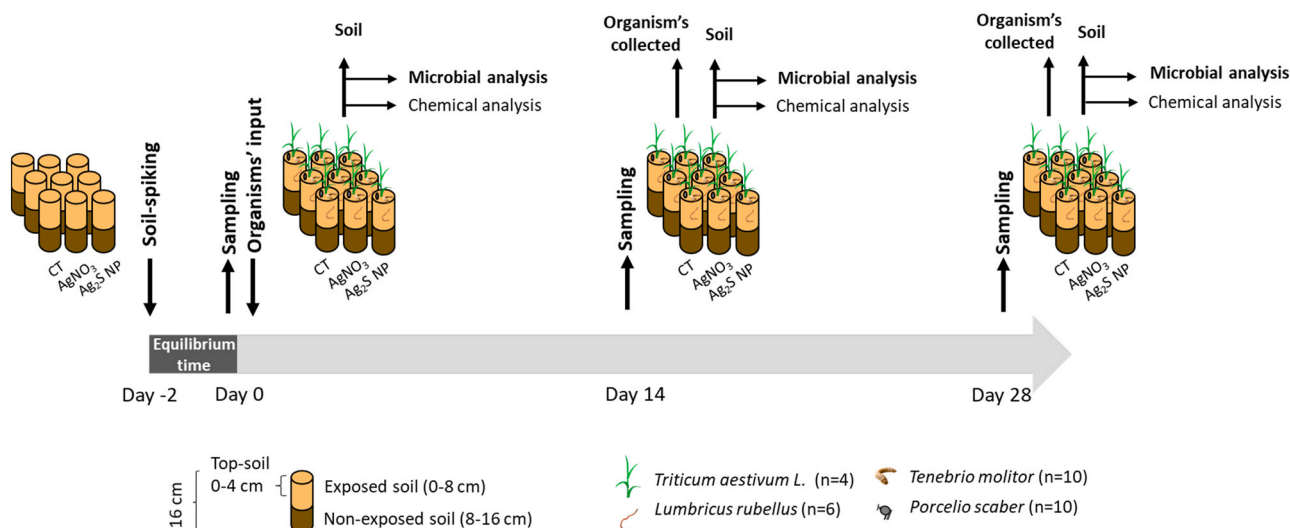 Soil
Microbial analysis
Chemical analysis
Organism's
collected
Soil
Microbial analysis
Chemical analysis
Organism's
collected
Soil
Microbial analysis
Chemical analysis
Soil-spiking
Sampling
Organisms' input
Sampling
Sampling
CT
AgNO₃
Ag₂S NP
CT
AgNO₃
Ag₂S NP
CT
AgNO₃
Ag₂S NP
CT
AgNO₃
Ag₂S NP
Equilibrium
time
Day -2
Day 0
Day 14
Day 28
16 cm
Top-soil
0-4 cm
Exposed soil (0-8 cm)
Non-exposed soil (8-16 cm)
Triticum aestivum L. (n=4)
Lumbricus rubellus (n=6)
Tenebrio molitor (n=10)
Porcelio scaber (n=10)